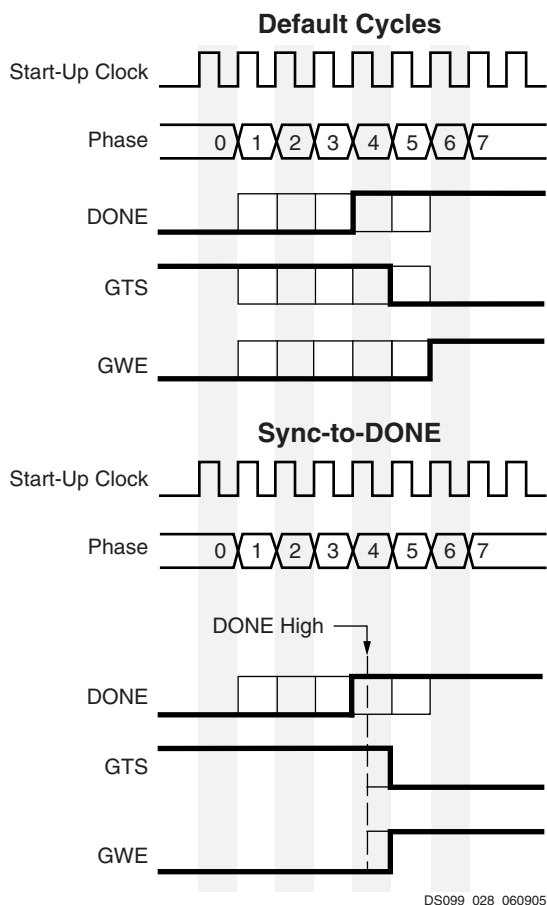 Default Cycles
Start-Up Clock
Phase 0 1 2 3 4 5 6 7
DONE
GTS
GWE
Sync-to-DONE
Start-Up Clock
Phase 0 1 2 3 4 5 6 7
DONE High
DONE
GTS
GWE
DS099_028_060905